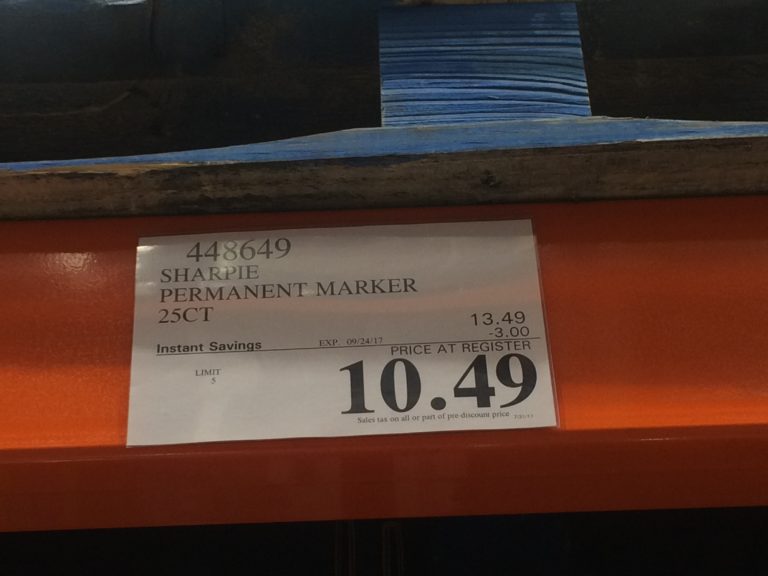 448649
SHARPIE
PERMANENT MARKER
25CT
13.49
-3.00
Instant Savings EXP. 09/24/17
PRICE AT REGISTER
LIMIT
5
10.49
Sales tax on all or part of pre-discount price